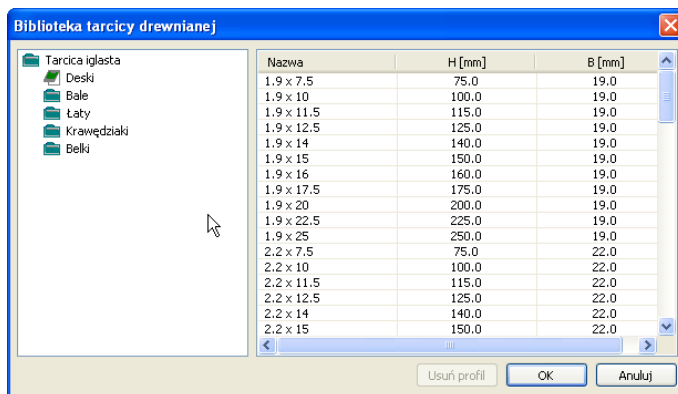 Biblioteka tarcicy drewnianej
Tarcica iglasta
Deski
Bale
Łaty
Krawędziaki
Belki
Nazwa H [mm] B [mm]
1.9 x 7.5 75.0 19.0
1.9 x 10 100.0 19.0
1.9 x 11.5 115.0 19.0
1.9 x 12.5 125.0 19.0
1.9 x 14 140.0 19.0
1.9 x 15 150.0 19.0
1.9 x 16 160.0 19.0
1.9 x 17.5 175.0 19.0
1.9 x 20 200.0 19.0
1.9 x 22.5 225.0 19.0
1.9 x 25 250.0 19.0
2.2 x 7.5 75.0 22.0
2.2 x 10 100.0 22.0
2.2 x 11.5 115.0 22.0
2.2 x 12.5 125.0 22.0
2.2 x 14 140.0 22.0
2.2 x 15 150.0 22.0
Usuń profil OK Anuluj